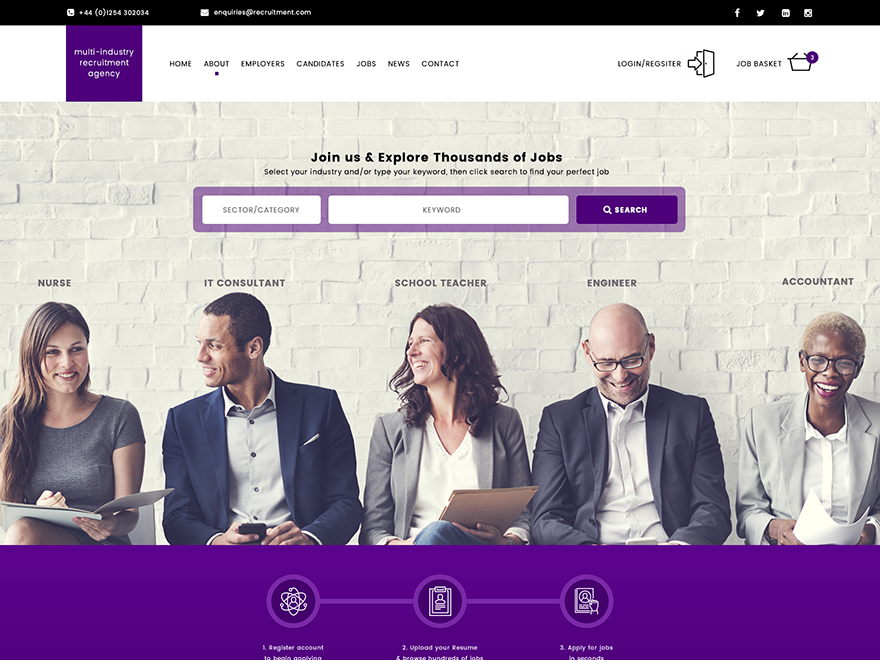 +44 (0)1254 302034
enquiries@recruitment.com
multi-industry
recruitment
agency
HOME
ABOUT
EMPLOYERS
CANDIDATES
JOBS
NEWS
CONTACT
LOGIN/REGSITER
JOB BASKET
3
Join us & Explore Thousands of Jobs
Select your industry and/or type your keyword, then click search to find your perfect job
SECTOR/CATEGORY
KEYWORD
SEARCH
NURSE
IT CONSULTANT
SCHOOL TEACHER
ENGINEER
ACCOUNTANT
1. Register account
to begin applying
2. Upload your Resume
& browse hundreds of jobs
3. Apply for jobs
in seconds